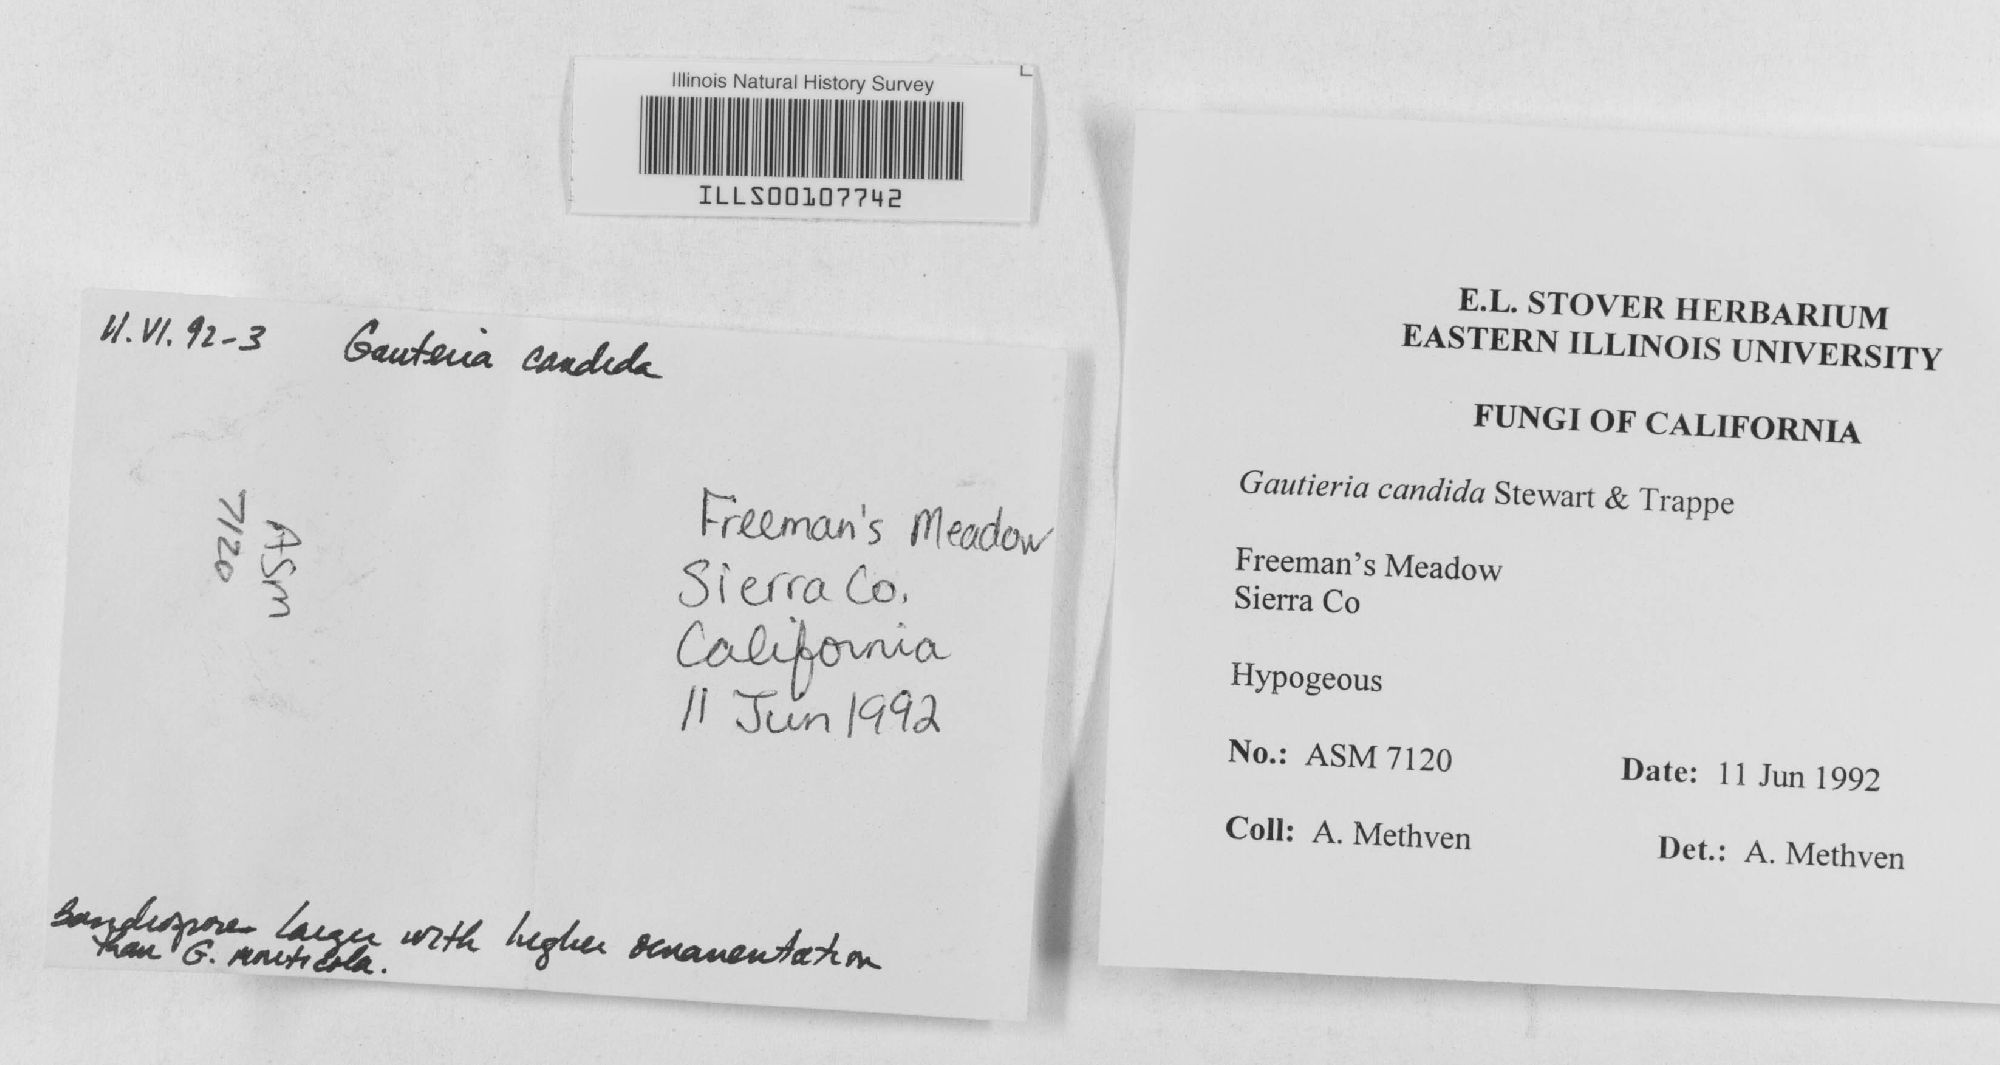 Illinois Natural History Survey
ILLS00107742
11.VI.92-3 Gauteria candida
ASM
7120
Freeman's Meadow
Sierra Co.
California
11 Jun 1992
basidiospores larger with higher ornamentation
than G. monticola.
E.L. STOVER HERBARIUM
EASTERN ILLINOIS UNIVERSITY
FUNGI OF CALIFORNIA
Gautieria candida Stewart & Trappe
Freeman’s Meadow
Sierra Co
Hypogeous
No.: ASM 7120 Date: 11 Jun 1992
Coll: A. Methven Det.: A. Methven